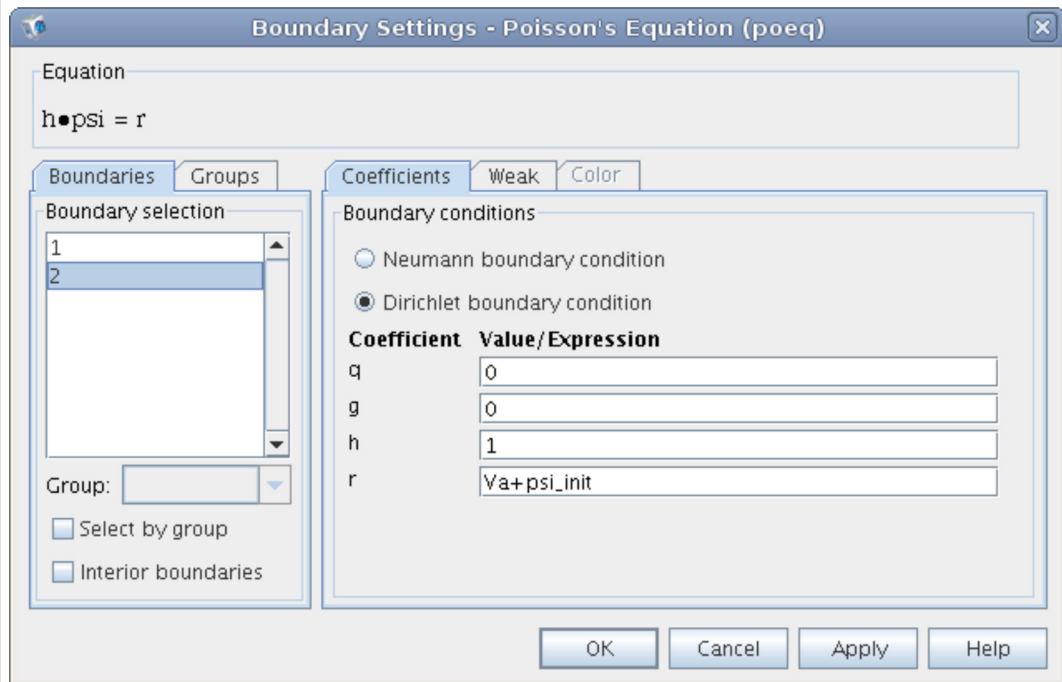 Boundary Settings - Poisson's Equation (poeq)
Equation
h•psi = r
Boundaries Groups
Boundary selection
1
2
Group:
Select by group
Interior boundaries
Coefficients Weak Color
Boundary conditions
Neumann boundary condition
Dirichlet boundary condition
Coefficient Value/Expression
q 0
g 0
h 1
r Va+psi_init
OK Cancel Apply Help